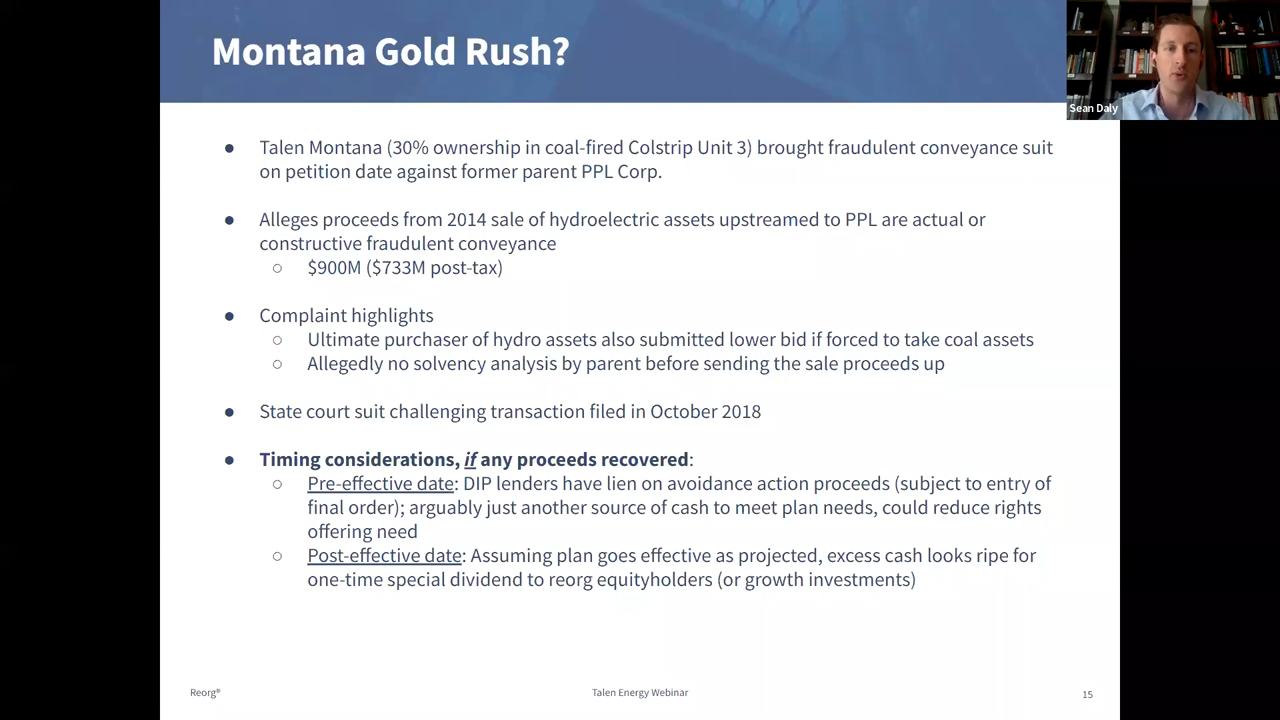 Montana Gold Rush?
Sean Daly
● Talen Montana (30% ownership in coal-fired Colstrip Unit 3) brought fraudulent conveyance suit
on petition date against former parent PPL Corp.
● Alleges proceeds from 2014 sale of hydroelectric assets upstreamed to PPL are actual or
constructive fraudulent conveyance
○ $900M ($733M post-tax)
● Complaint highlights
○ Ultimate purchaser of hydro assets also submitted lower bid if forced to take coal assets
○ Allegedly no solvency analysis by parent before sending the sale proceeds up
● State court suit challenging transaction filed in October 2018
● Timing considerations, if any proceeds recovered:
○ Pre-effective date: DIP lenders have lien on avoidance action proceeds (subject to entry of
final order); arguably just another source of cash to meet plan needs, could reduce rights
offering need
○ Post-effective date: Assuming plan goes effective as projected, excess cash looks ripe for
one-time special dividend to reorg equityholders (or growth investments)
Reorg® Talen Energy Webinar 15